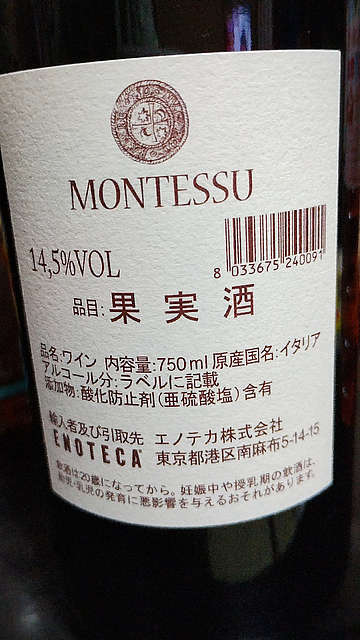 MONTESSU
14,5%VOL
8 033675 240091
品目:果実酒
品名:ワイン 内容量:750ml 原産国名:イタリア
アルコール分:ラベルに記載
添加物:酸化防止剤(亜硫酸塩)含有
輸入者及び引取先 エノテカ株式会社
ENOTECA 東京都港区南麻布5-14-15
飲酒は20歳になってから。妊娠中や授乳期の飲酒は、
胎児・乳児の発育に悪影響を与えるおそれがあります。